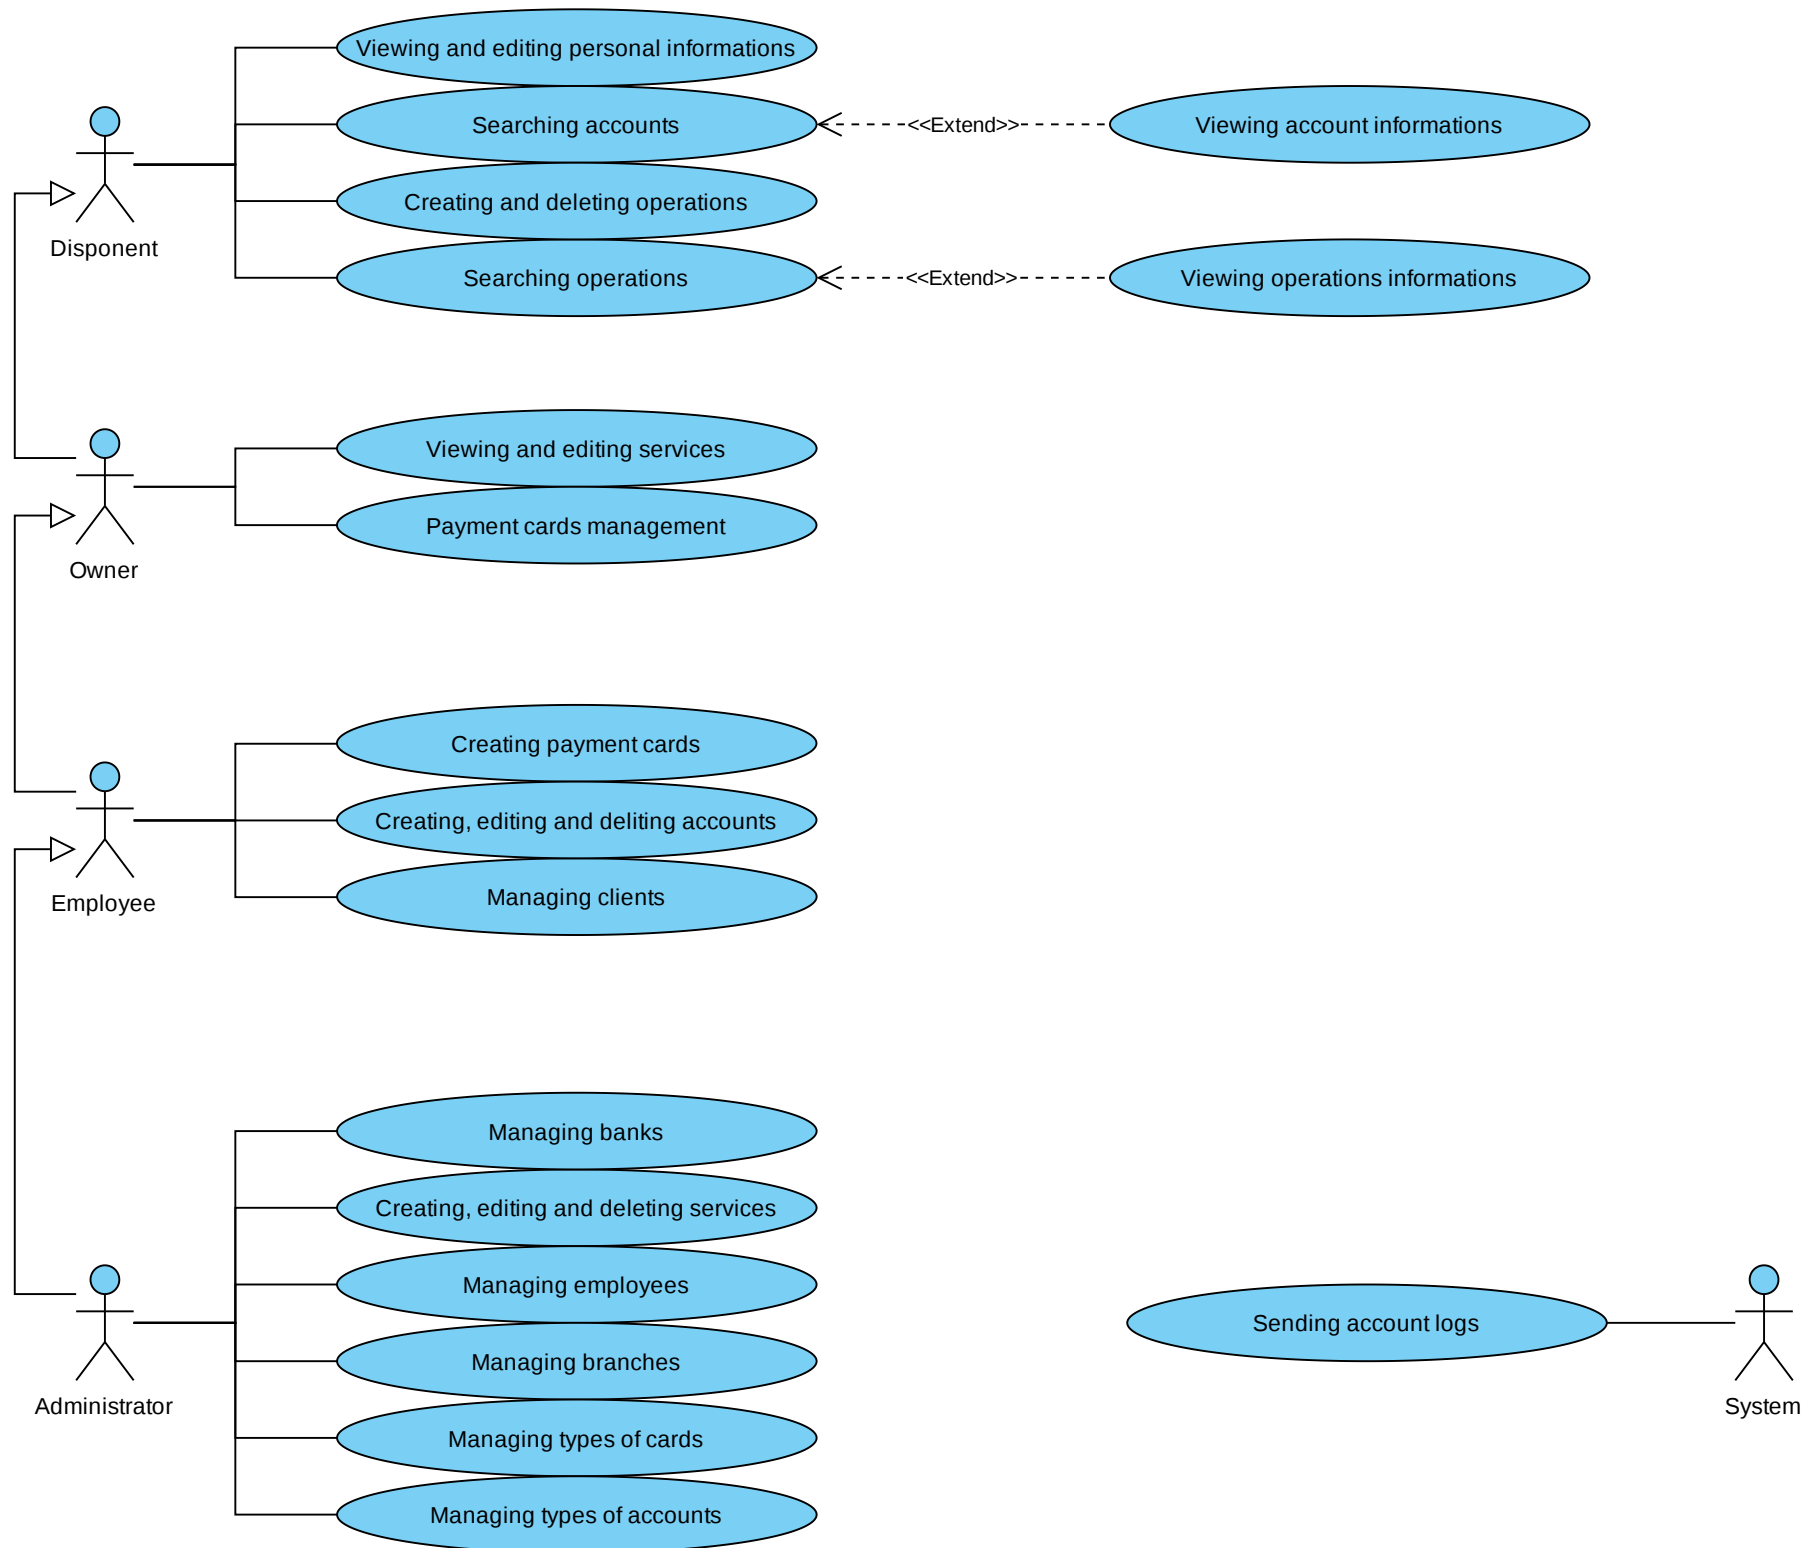 Viewing and editing personal informations
Searching accounts
<<Extend>>
Viewing account informations
Creating and deleting operations
Disponent
Searching operations
<<Extend>>
Viewing operations informations
Viewing and editing services
Payment cards management
Owner
Creating payment cards
Creating, editing and deliting accounts
Managing clients
Employee
Managing banks
Creating, editing and deleting services
Managing employees
Sending account logs
Managing branches
Administrator
System
Managing types of cards
Managing types of accounts